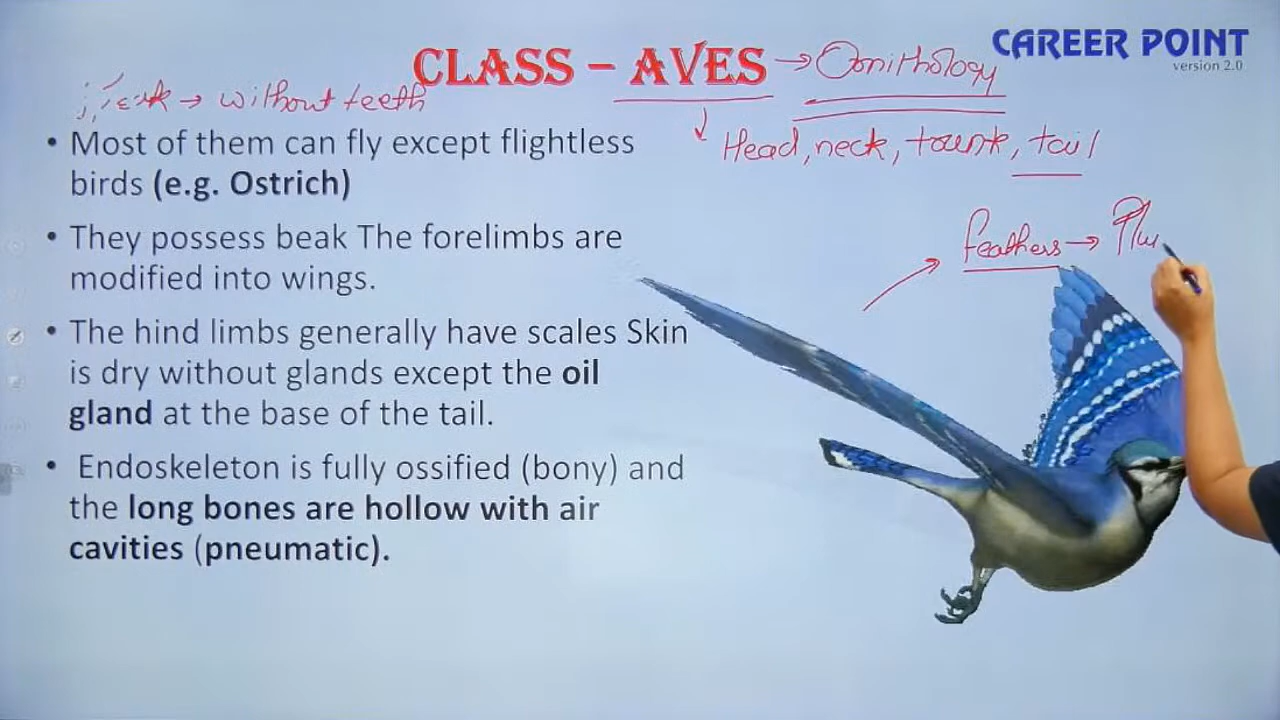 CLASS – AVES → Ornithology
CAREER POINT
version 2.0
→ without teeth
Head, neck, trunk, tail
• Most of them can fly except flightless
birds (e.g. Ostrich)
feathers → Plu
• They possess beak The forelimbs are
modified into wings.
• The hind limbs generally have scales Skin
is dry without glands except the oil
gland at the base of the tail.
• Endoskeleton is fully ossified (bony) and
the long bones are hollow with air
cavities (pneumatic).